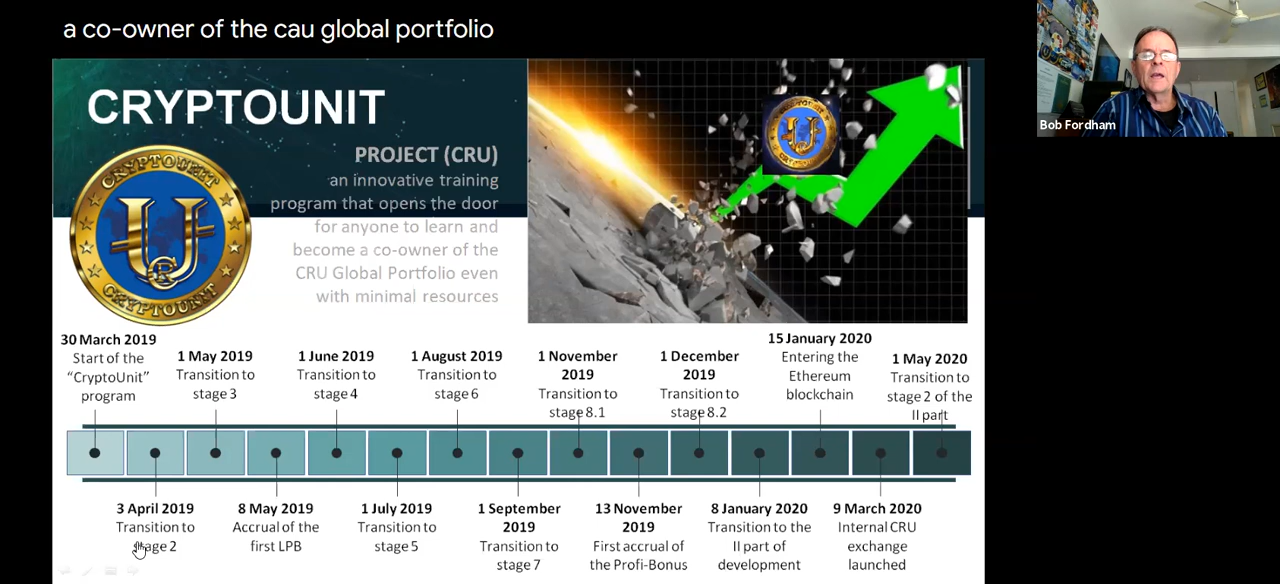 a co-owner of the cau global portfolio
Bob Fordham
CRYPTOUNIT
PROJECT (CRU)
an innovative training
program that opens the door
for anyone to learn and
become a co-owner of the
CRU Global Portfolio even
with minimal resources
CRYPTOUNIT
CRYPTOUNIT
30 March 2019
Start of the
“CryptoUnit”
program
3 April 2019
Transition to
stage 2
1 May 2019
Transition to
stage 3
8 May 2019
Accrual of the
first LPB
1 June 2019
Transition to
stage 4
1 July 2019
Transition to
stage 5
1 August 2019
Transition to
stage 6
1 September
2019
Transition to
stage 7
1 November
2019
Transition to
stage 8.1
13 November
2019
First accrual of
the Profi-Bonus
1 December
2019
Transition to
stage 8.2
8 January 2020
Transition to the
II part of
development
15 January 2020
Entering the
Ethereum
blockchain
9 March 2020
Internal CRU
exchange
launched
1 May 2020
Transition to
stage 2 of the
II part